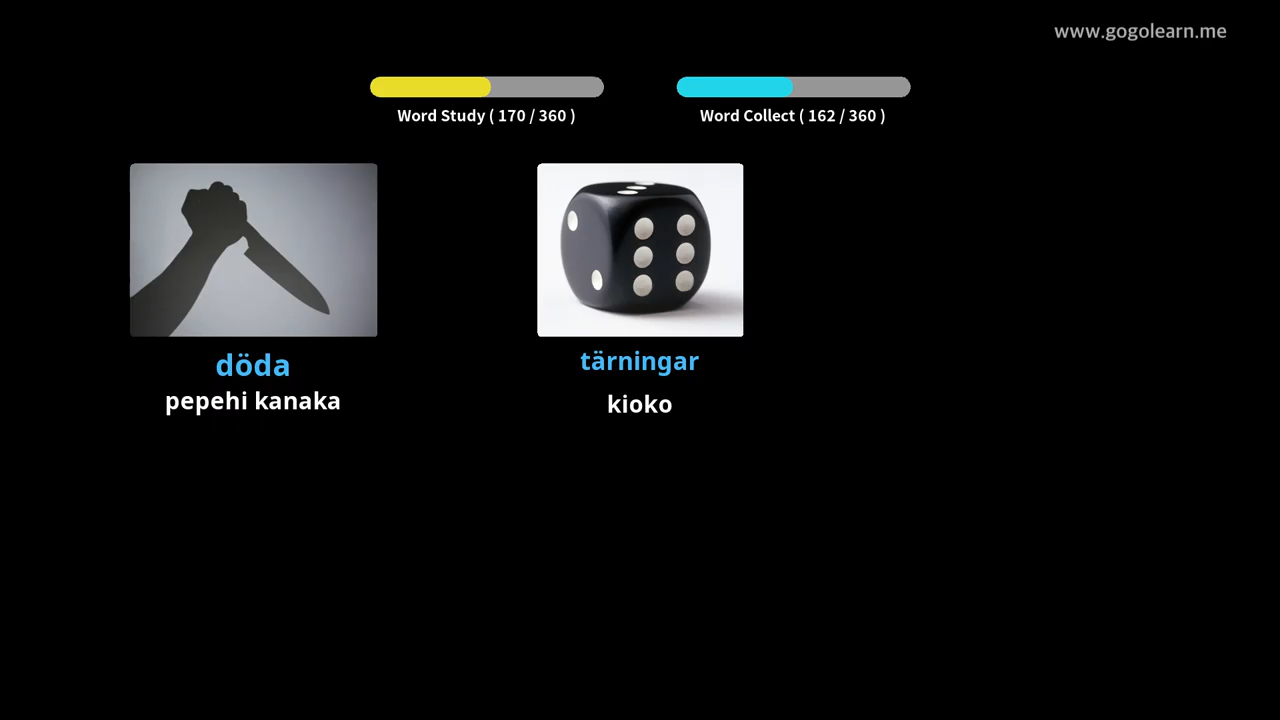 www.gogolearn.me
Word Study ( 170 / 360 )
Word Collect ( 162 / 360 )
döda
pepehi kanaka
tärningar
kioko